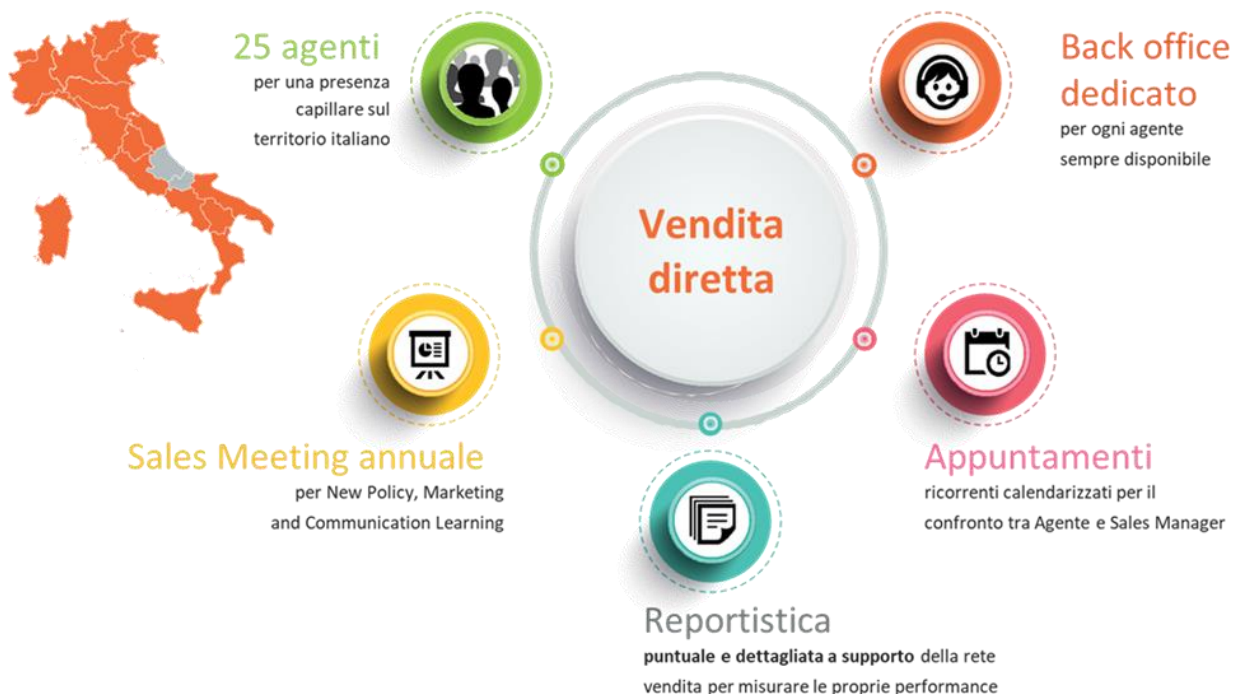 25 agenti
per una presenza
capillare sul
territorio italiano
Back office
dedicato
per ogni agente
sempre disponibile
Vendita
diretta
Sales Meeting annuale
per New Policy, Marketing
and Communication Learning
Appuntamenti
ricorrenti calendarizzati per il
confronto tra Agente e Sales Manager
Reportistica
puntuale e dettagliata a supporto della rete
vendita per misurare le proprie performance